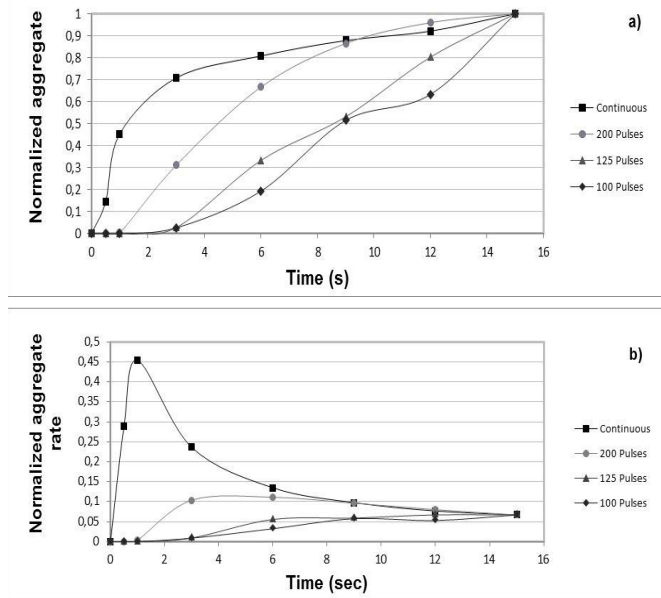 a)
Normalized aggregate
1
0,9
0,8
0,7
0,6
0,5
0,4
0,3
0,2
0,1
0
0 2 4 6 8 10 12 14 16
Time (s)
Continuous
200 Pulses
125 Pulses
100 Pulses
b)
Normalized aggregate
rate
0,5
0,45
0,4
0,35
0,3
0,25
0,2
0,15
0,1
0,05
0
0 2 4 6 8 10 12 14 16
Time (sec)
Continuous
200 Pulses
125 Pulses
100 Pulses